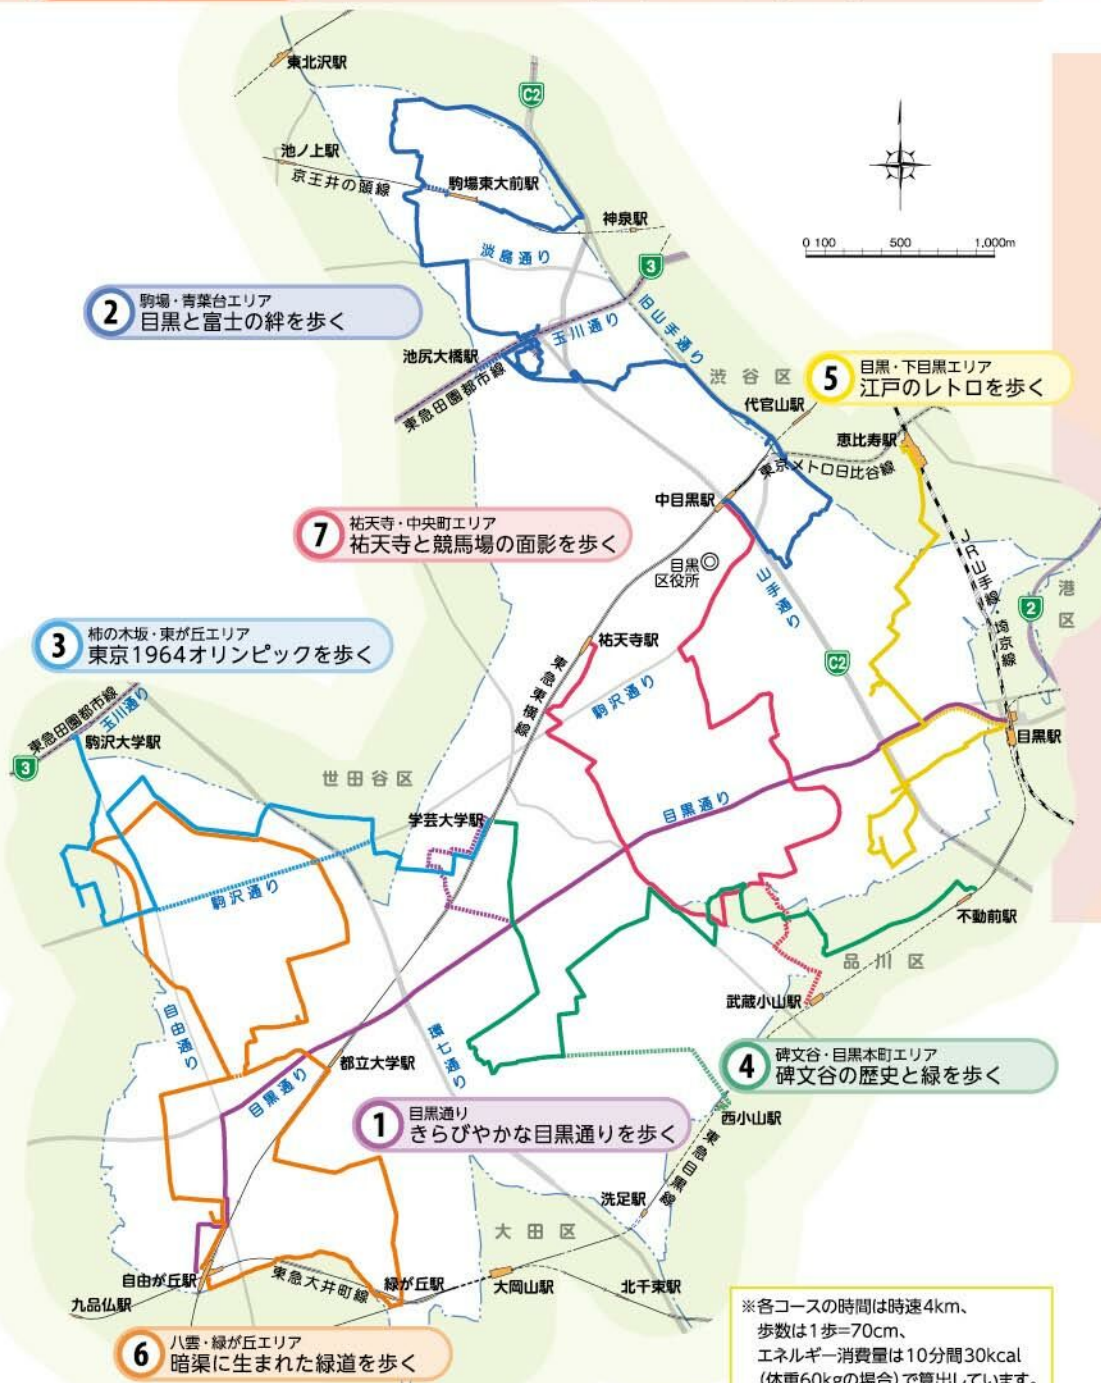 東北沢駅
C2
池ノ上駅
京王井の頭線
駒場東大前駅
神泉駅
0 100 500 1,000m
淡島通り
3
2
駒場・青葉台エリア
目黒と富士の絆を歩く
旧山手通り
玉川通り
池尻大橋駅
東急田園都市線
渋谷区
5
目黒・下目黒エリア
江戸のレトロを歩く
代官山駅
恵比寿駅
東京メトロ日比谷線
中目黒駅
7
祐天寺・中央町エリア
祐天寺と競馬場の面影を歩く
目黒
区役所
山手通り
JR山手線・埼京線
港区
2
3
柿の木坂・東が丘エリア
東京1964オリンピックを歩く
祐天寺駅
東急東横線
駒沢通り
C2
東急田園都市線
玉川通り
駒沢大学駅
3
世田谷区
目黒駅
目黒通り
学芸大学駅
駒沢通り
不動前駅
品川区
武蔵小山駅
自由通り
環七通り
都立大学駅
4
碑文谷・目黒本町エリア
碑文谷の歴史と緑を歩く
目黒通り
1
目黒通り
きらびやかな目黒通りを歩く
西小山駅
東急目黒線
洗足駅
大田区
自由が丘駅
東急大井町線
緑が丘駅
大岡山駅
北千束駅
九品仏駅
6
八雲・緑が丘エリア
暗渠に生まれた緑道を歩く
※各コースの時間は時速4km、
歩数は1歩=70cm、
エネルギー消費量は10分間30kcal
(体重60kgの場合)で算出しています。